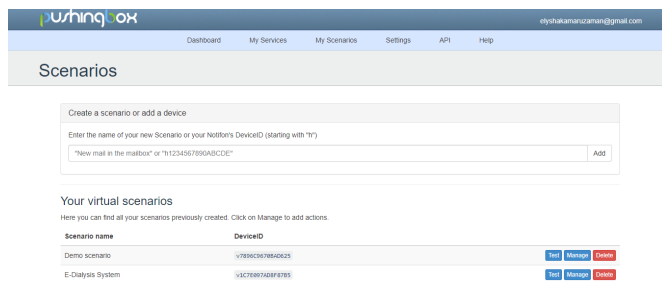 pushingbox
elyshakamaruzaman@gmail.com
Dashboard My Services My Scenarios Settings API Help
Scenarios
Create a scenario or add a device
Enter the name of your new Scenario or your Notifon's DeviceID (starting with "h")
"New mail in the mailbox" or "h1234567890ABCDE" Add
Your virtual scenarios
Here you can find all your scenarios previously created. Click on Manage to add actions.
Scenario name DeviceID
Demo scenario v7896C9670BAD625 Test Manage Delete
E-Dialysis System v1C7E097AD8F8705 Test Manage Delete